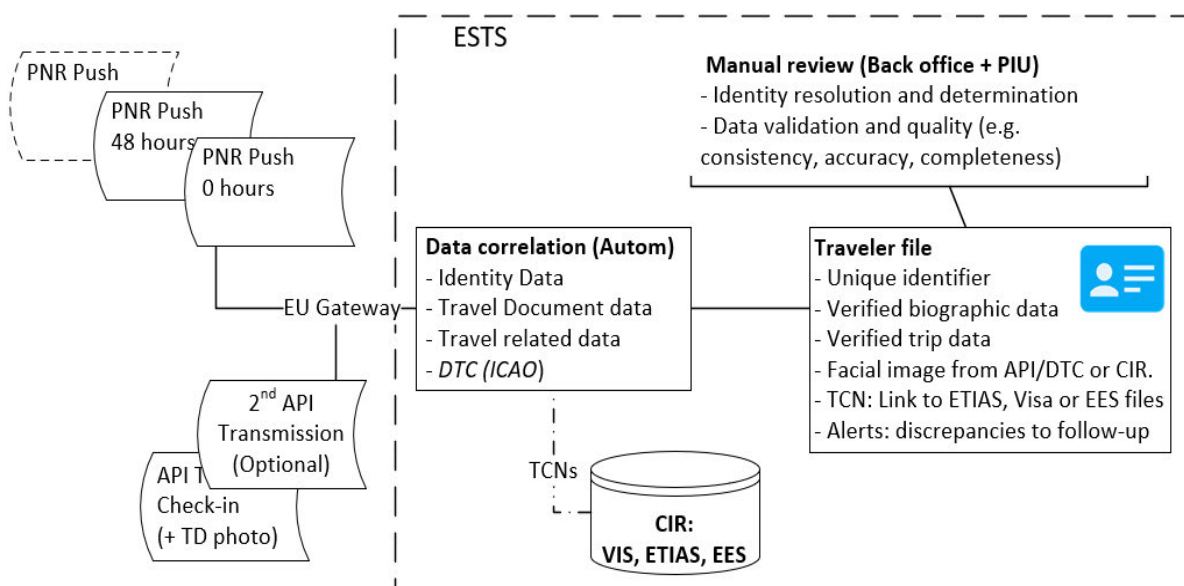 ESTS
PNR Push
PNR Push
48 hours
PNR Push
0 hours
Manual review (Back office + PIU)
- Identity resolution and determination
- Data validation and quality (e.g.
consistency, accuracy, completeness)
EU Gateway
Data correlation (Autom)
- Identity Data
- Travel Document data
- Travel related data
- DTC (ICAO)
Traveler file
- Unique identifier
- Verified biographic data
- Verified trip data
- Facial image from API/DTC or CIR.
- TCN: Link to ETIAS, Visa or EES files
- Alerts: discrepancies to follow-up
2nd API
Transmission
(Optional)
API T
Check-in
(+ TD photo)
TCNs
CIR:
VIS, ETIAS, EES